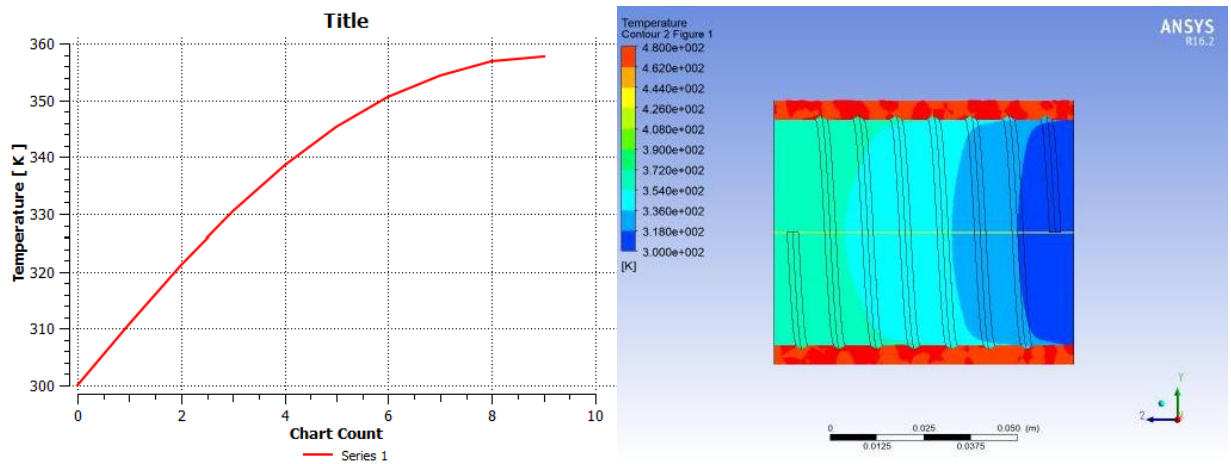 Title
Temperature [ K ]
360
350
340
330
320
310
300
0 2 4 6 8 10
Chart Count
Series 1
Temperature
Contour 2 Figure 1
4.800e+002
4.620e+002
4.440e+002
4.260e+002
4.080e+002
3.900e+002
3.720e+002
3.540e+002
3.360e+002
3.180e+002
3.000e+002
[K]
ANSYS
R16.2
0 0.025 0.050 (m)
0.0125 0.0375
Y
Z